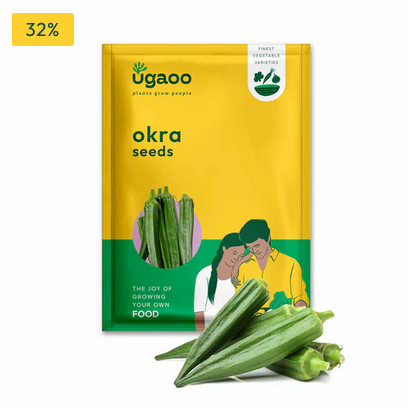 32%
FINEST
VEGETABLE
VARIETIES
ugaoo
plants grow people
okra
seeds
THE JOY OF
GROWING
YOUR OWN
FOOD